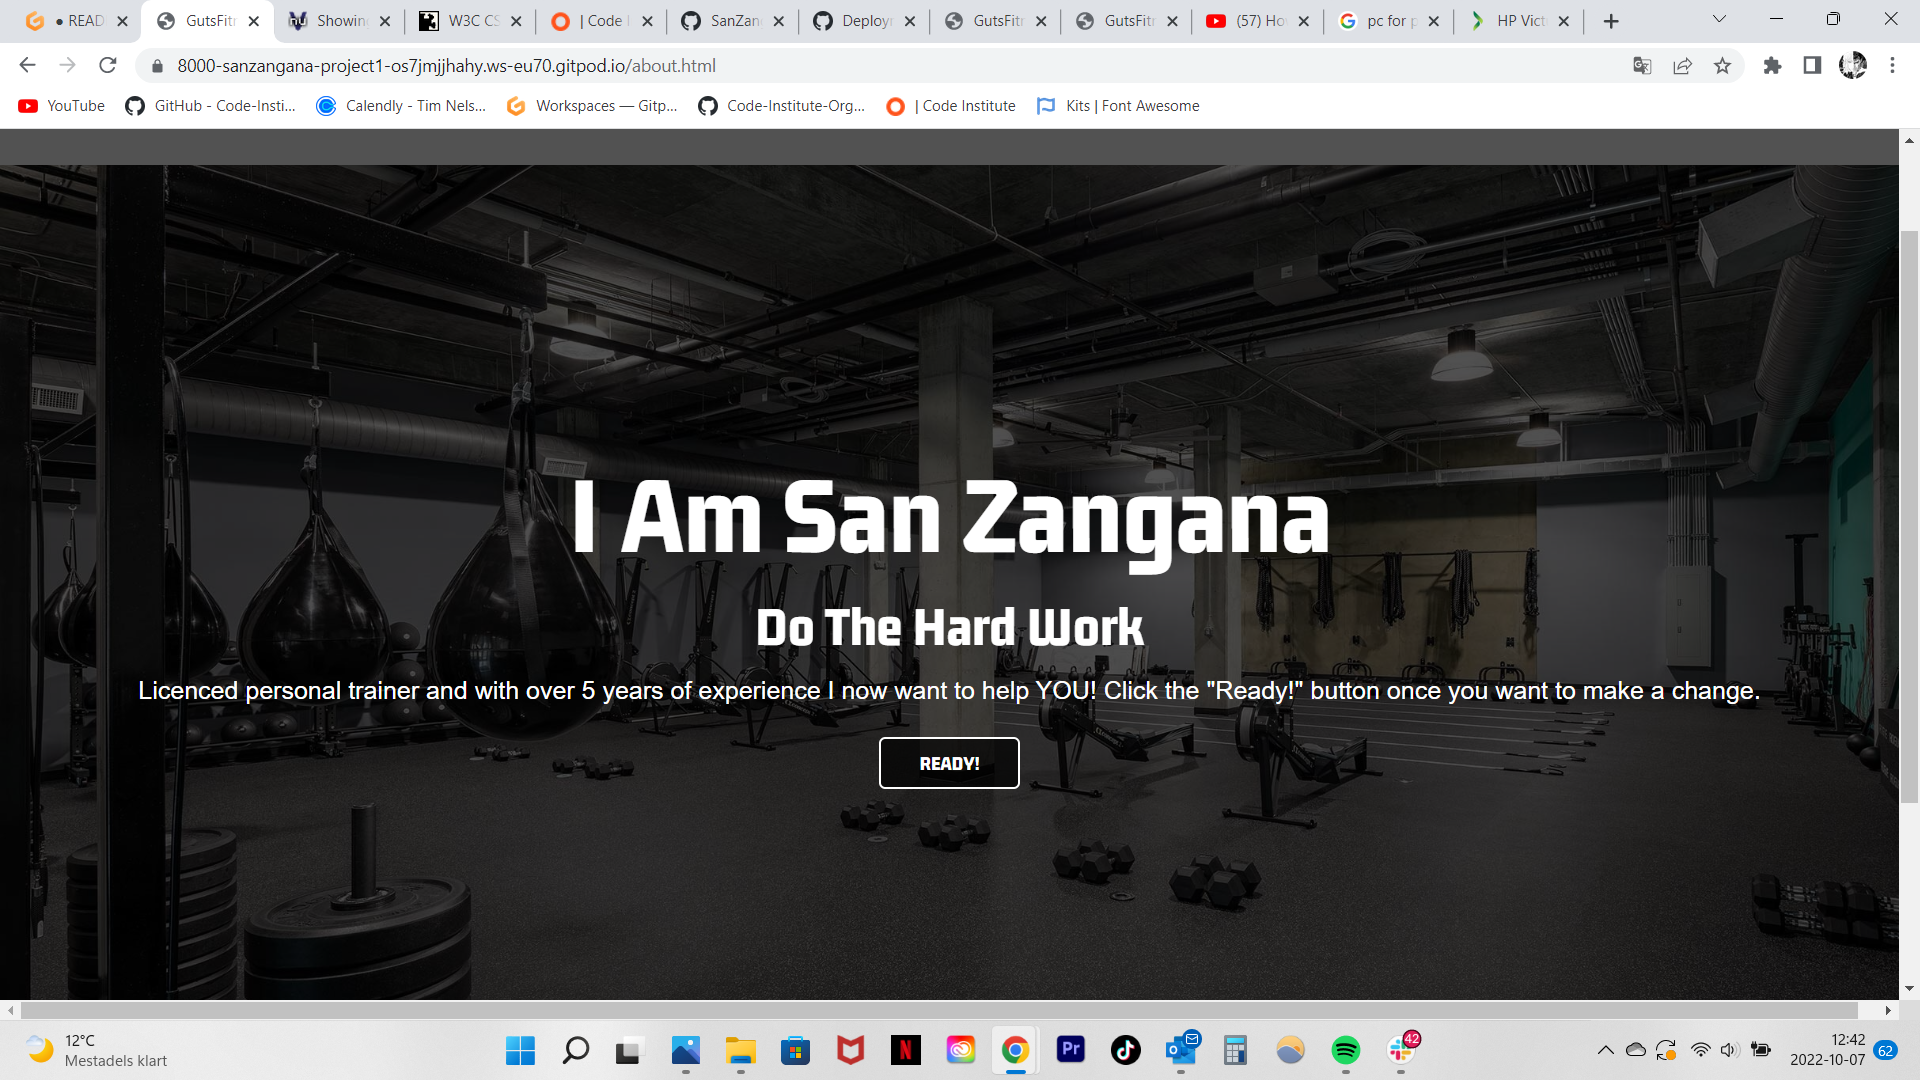 READ
GutsFit
Showin
W3C CS
| Code
SanZan
Deploy
GutsFit
GutsFit
(57) Ho
pc for p
HP Vict
8000-sanzangana-project1-os7jmjjhahy.ws-eu70.gitpod.io/about.html
YouTube
GitHub - Code-Insti...
Calendly - Tim Nels...
Workspaces — Gitp...
Code-Institute-Org...
| Code Institute
Kits | Font Awesome
I Am San Zangana
Do The Hard Work
Licenced personal trainer and with over 5 years of experience I now want to help YOU! Click the "Ready!" button once you want to make a change.
READY!
12°C
Mestadels klart
Pr
42
12:42
2022-10-07
62